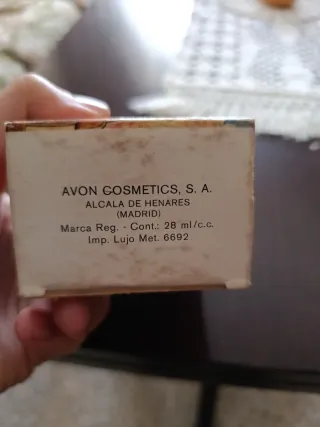 AVON COSMETICS, S. A.
ALCALA DE HENARES
(MADRID)
Marca Reg. - Cont.: 28 ml/c.c.
Imp. Lujo Met. 6692